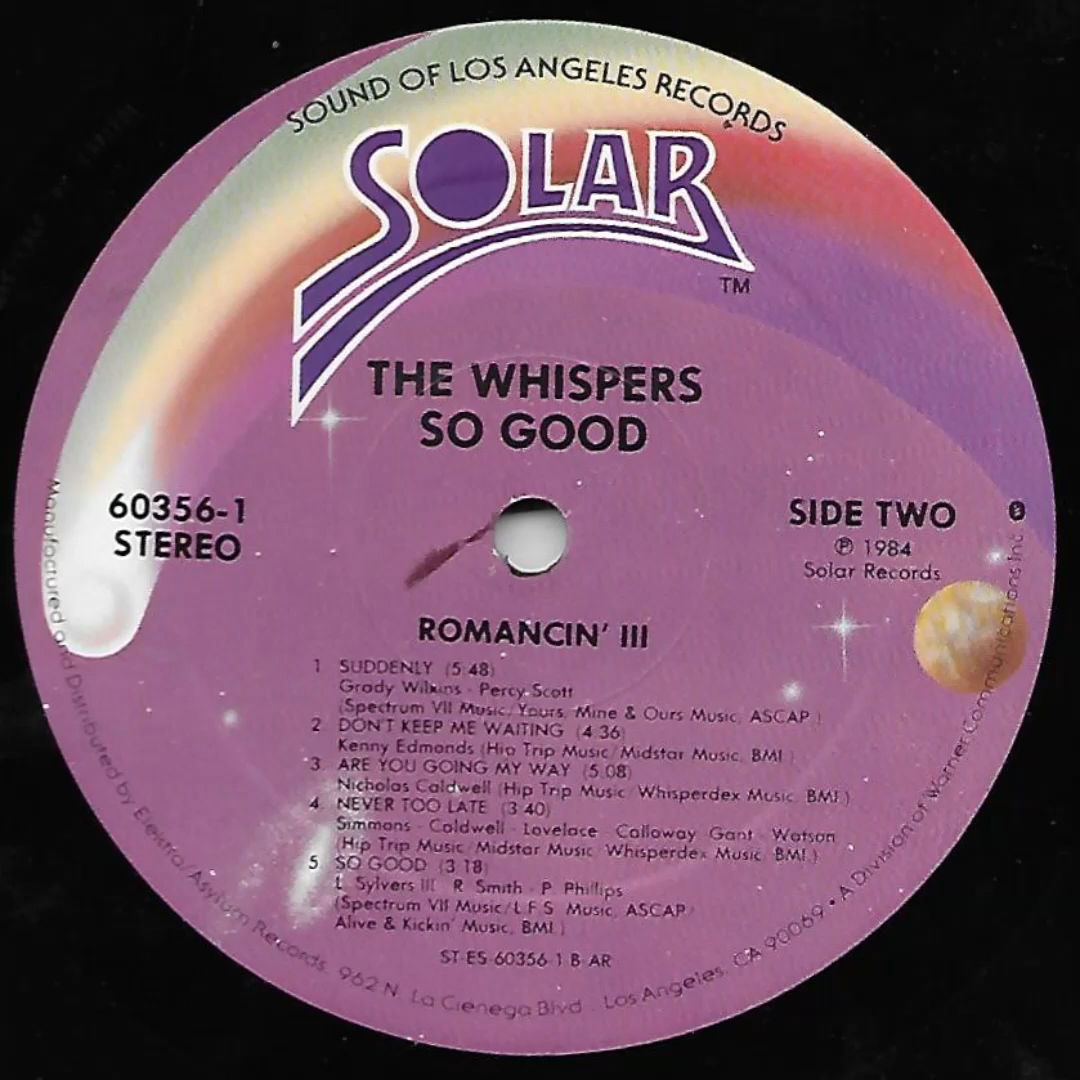 SOUND OF LOS ANGELES RECORDS
SOLAR
TM
THE WHISPERS
SO GOOD
60356-1
STEREO
SIDE TWO
℗ 1984
Solar Records
ROMANCIN' III
1 SUDDENLY (5:48)
Grady Wilkins - Percy Scott
(Spectrum VII Music/Yours, Mine & Ours Music, ASCAP)
2 DON'T KEEP ME WAITING (4:36)
Kenny Edmonds (Hip Trip Music/Midstar Music, BMI)
3. ARE YOU GOING MY WAY (5:08)
Nicholas Caldwell (Hip Trip Music/Whisperdex Music, BMI)
4. NEVER TOO LATE (3:40)
Simmons - Caldwell - Lovelace - Calloway - Gant - Watson
(Hip Trip Music/Midstar Music/Whisperdex Music, BMI)
5 SO GOOD (3:18)
L. Sylvers III - R. Smith - P. Phillips
(Spectrum VII Music/L.F.S. Music, ASCAP/
Alive & Kickin' Music, BMI)
ST-ES-60356-1 B-AR
Manufactured and Distributed by Elektra/Asylum Records, 962 N. La Cienega Blvd., Los Angeles, CA 90069 • A Division of Warner Communications Inc.